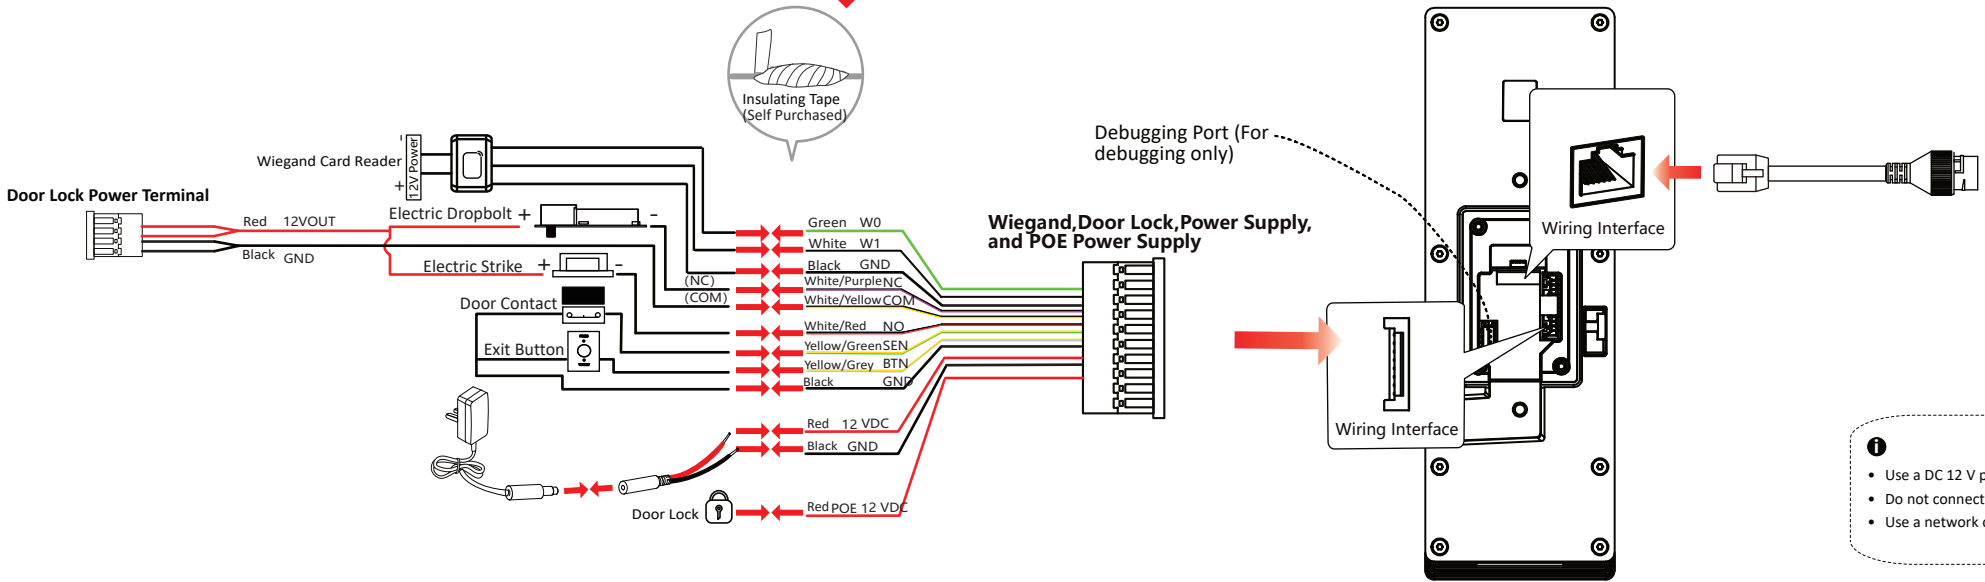 Insulating Tape
(Self Purchased)
Debugging Port (For
debugging only)
Wiegand Card Reader
-
12V Power
+
Door Lock Power Terminal
Red 12VOUT
Black GND
Electric Dropbolt + -
Electric Strike + -
Door Contact
Exit Button
(NC)
(COM)
Green W0
White W1
Black GND
White/Purple NC
White/Yellow COM
White/Red NO
Yellow/Green SEN
Yellow/Grey BTN
Black GND
Red 12 VDC
Black GND
Door Lock
Red POE 12 VDC
Wiegand,Door Lock,Power Supply,
and POE Power Supply
Wiring Interface
Wiring Interface
i
• Use a DC 12 V p
• Do not connect
• Use a network c